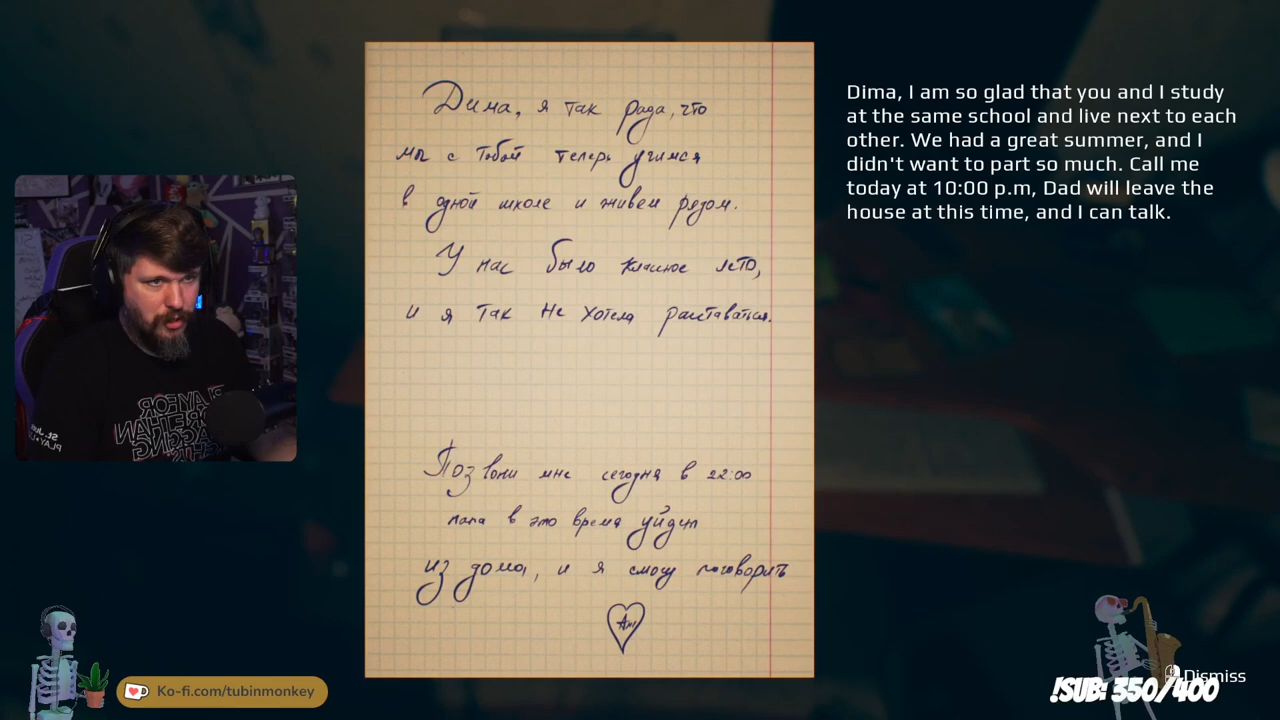 Дима, я так рада, что
мы с тобой теперь учимся
в одной школе и живем рядом.
У нас было классное лето,
и я так не хотела расставаться.
Позвони мне сегодня в 22:00
папа в это время уйдет
из дома, и я смогу поговорить
Dima, I am so glad that you and I study
at the same school and live next to each
other. We had a great summer, and I
didn't want to part so much. Call me
today at 10:00 p.m, Dad will leave the
house at this time, and I can talk.
PLAY FOR
RATHER THAN
Ko-fi.com/tubinmonkey
Dismiss
!SUB: 350/400